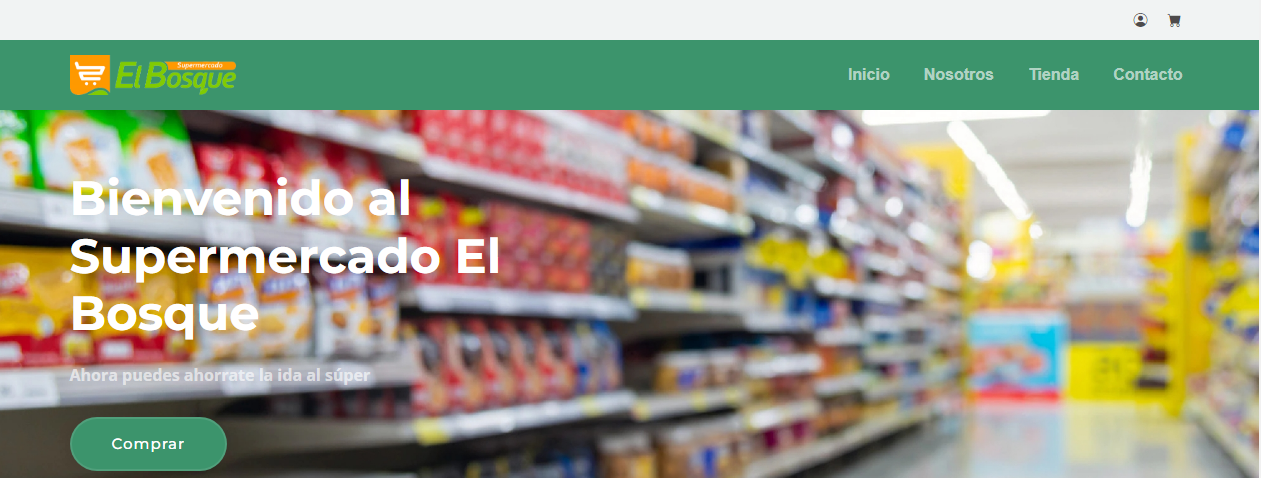 Supermercado
El Bosque
Inicio Nosotros Tienda Contacto
Bienvenido al
Supermercado El
Bosque
Ahora puedes ahorrate la ida al súper
Comprar